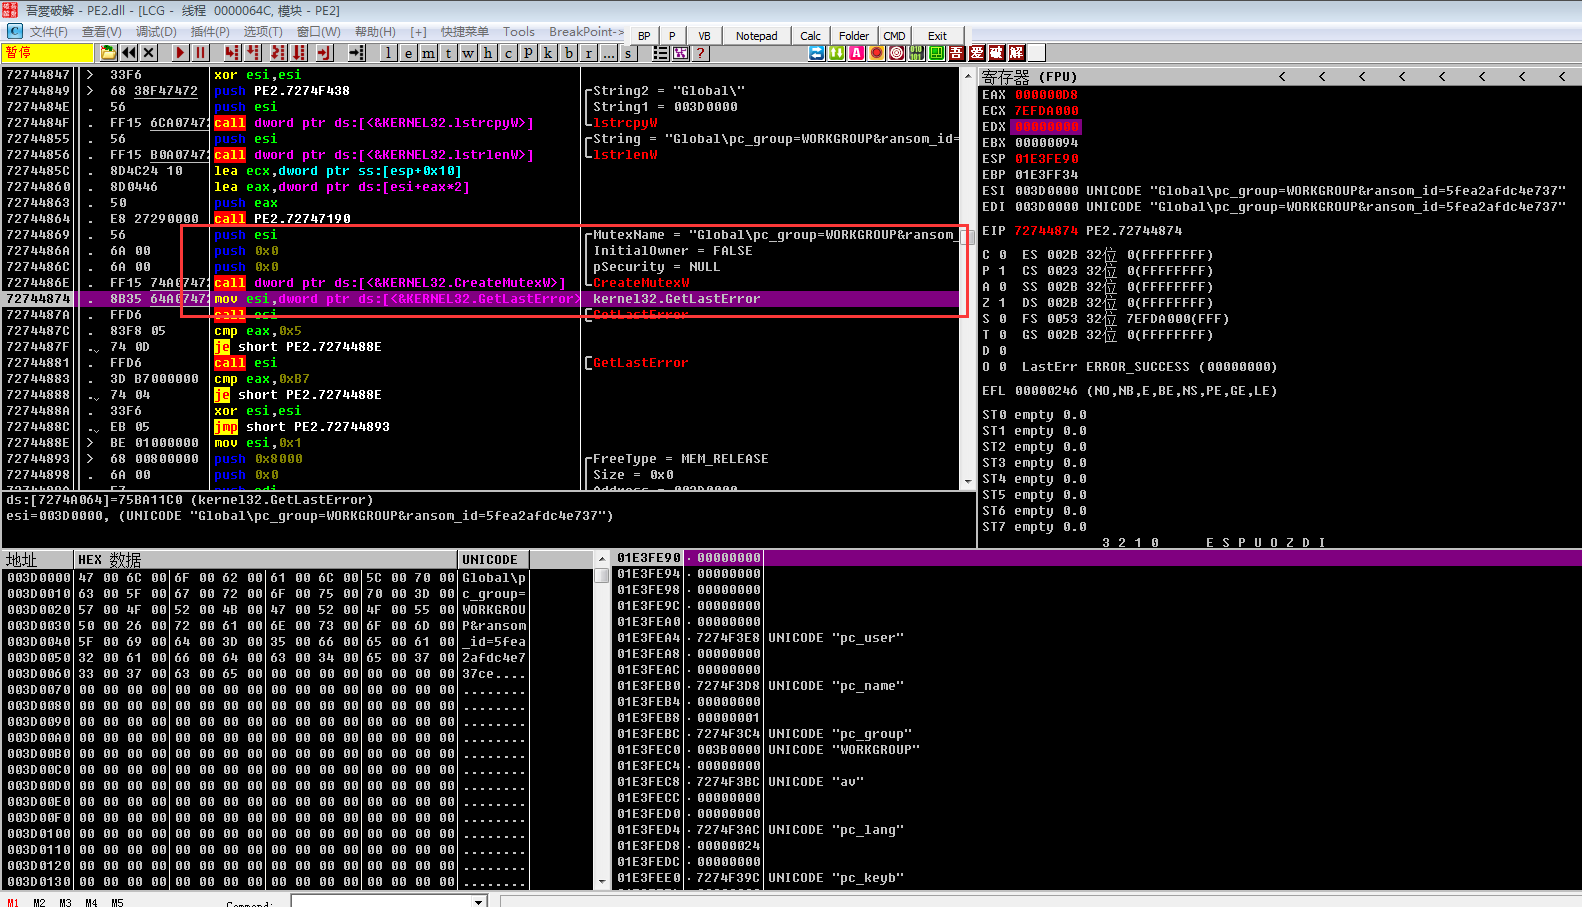 吾愛破解 - PE2.dll - [LCG - 线程 0000064C, 模块 - PE2]
文件(F) 查看(V) 调试(D) 插件(P) 选项(T) 窗口(W) 帮助(H) [+] 快捷菜单 Tools BreakPoint-> BP P VB Notepad Calc Folder CMD Exit
暂停 l e m t w h c p k b r ... s ? 吾 爱 破 解
72744847 > 33F6 xor esi,esi
72744849 > 68 38F47472 push PE2.7274F438 String2 = "Global\"
7274484E . 56 push esi String1 = 003D0000
7274484F . FF15 6CA07472 call dword ptr ds:[<&KERNEL32.lstrcpyW>] lstrcpyW
72744855 . 56 push esi String = "Global\pc_group=WORKGROUP&ransom_id=
72744856 . FF15 B0A07472 call dword ptr ds:[<&KERNEL32.lstrlenW>] lstrlenW
7274485C . 8D4C24 10 lea ecx,dword ptr ss:[esp+0x10]
72744860 . 8D0446 lea eax,dword ptr ds:[esi+eax*2]
72744863 . 50 push eax
72744864 . E8 27290000 call PE2.72747190
72744869 . 56 push esi MutexName = "Global\pc_group=WORKGROUP&ransom_
7274486A . 6A 00 push 0x0 InitialOwner = FALSE
7274486C . 6A 00 push 0x0 pSecurity = NULL
7274486E . FF15 74A07472 call dword ptr ds:[<&KERNEL32.CreateMutexW>] CreateMutexW
72744874 . 8B35 64A07472 mov esi,dword ptr ds:[<&KERNEL32.GetLastError> kernel32.GetLastError
7274487A . FFD6 call esi GetLastError
7274487C . 83F8 05 cmp eax,0x5
7274487F . 74 0D je short PE2.7274488E
72744881 . FFD6 call esi GetLastError
72744883 . 3D B7000000 cmp eax,0xB7
72744888 . 74 04 je short PE2.7274488E
7274488A . 33F6 xor esi,esi
7274488C . EB 05 jmp short PE2.72744893
7274488E > BE 01000000 mov esi,0x1
72744893 > 68 00800000 push 0x8000 FreeType = MEM_RELEASE
72744898 . 6A 00 push 0x0 Size = 0x0
寄存器 (FPU) < < < < < <
EAX 000000D8
ECX 7EFDA000
EDX 00000000
EBX 00000094
ESP 01E3FE90
EBP 01E3FF34
ESI 003D0000 UNICODE "Global\pc_group=WORKGROUP&ransom_id=5fea2afdc4e737"
EDI 003D0000 UNICODE "Global\pc_group=WORKGROUP&ransom_id=5fea2afdc4e737"
EIP 72744874 PE2.72744874
C 0 ES 002B 32位 0(FFFFFFFF)
P 1 CS 0023 32位 0(FFFFFFFF)
A 0 SS 002B 32位 0(FFFFFFFF)
Z 1 DS 002B 32位 0(FFFFFFFF)
S 0 FS 0053 32位 7EFDA000(FFF)
T 0 GS 002B 32位 0(FFFFFFFF)
D 0
O 0 LastErr ERROR_SUCCESS (00000000)
EFL 00000246 (NO,NB,E,BE,NS,PE,GE,LE)
ST0 empty 0.0
ST1 empty 0.0
ST2 empty 0.0
ST3 empty 0.0
ST4 empty 0.0
ST5 empty 0.0
ST6 empty 0.0
ST7 empty 0.0
3 2 1 0 E S P U O Z D I
ds:[7274A064]=75BA11C0 (kernel32.GetLastError)
esi=003D0000, (UNICODE "Global\pc_group=WORKGROUP&ransom_id=5fea2afdc4e737")
地址 HEX 数据 UNICODE
003D0000 47 00 6C 00 6F 00 62 00 61 00 6C 00 5C 00 70 00 Global\p
003D0010 63 00 5F 00 67 00 72 00 6F 00 75 00 70 00 3D 00 c_group=
003D0020 57 00 4F 00 52 00 4B 00 47 00 52 00 4F 00 55 00 WORKGROU
003D0030 50 00 26 00 72 00 61 00 6E 00 73 00 6F 00 6D 00 P&ransom
003D0040 5F 00 69 00 64 00 3D 00 35 00 66 00 65 00 61 00 _id=5fea
003D0050 32 00 61 00 66 00 64 00 63 00 34 00 65 00 37 00 2afdc4e7
003D0060 33 00 37 00 63 00 65 00 00 00 00 00 00 00 00 00 37ce....
003D0070 00 00 00 00 00 00 00 00 00 00 00 00 00 00 00 00 ........
003D0080 00 00 00 00 00 00 00 00 00 00 00 00 00 00 00 00 ........
003D0090 00 00 00 00 00 00 00 00 00 00 00 00 00 00 00 00 ........
003D00A0 00 00 00 00 00 00 00 00 00 00 00 00 00 00 00 00 ........
003D00B0 00 00 00 00 00 00 00 00 00 00 00 00 00 00 00 00 ........
003D00C0 00 00 00 00 00 00 00 00 00 00 00 00 00 00 00 00 ........
003D00D0 00 00 00 00 00 00 00 00 00 00 00 00 00 00 00 00 ........
003D00E0 00 00 00 00 00 00 00 00 00 00 00 00 00 00 00 00 ........
003D00F0 00 00 00 00 00 00 00 00 00 00 00 00 00 00 00 00 ........
003D0100 00 00 00 00 00 00 00 00 00 00 00 00 00 00 00 00 ........
003D0110 00 00 00 00 00 00 00 00 00 00 00 00 00 00 00 00 ........
003D0120 00 00 00 00 00 00 00 00 00 00 00 00 00 00 00 00 ........
003D0130 00 00 00 00 00 00 00 00 00 00 00 00 00 00 00 00 ........
01E3FE90 00000000
01E3FE94 00000000
01E3FE98 00000000
01E3FE9C 00000000
01E3FEA0 00000000
01E3FEA4 7274F3E8 UNICODE "pc_user"
01E3FEA8 00000000
01E3FEAC 00000000
01E3FEB0 7274F3D8 UNICODE "pc_name"
01E3FEB4 00000000
01E3FEB8 00000001
01E3FEBC 7274F3C4 UNICODE "pc_group"
01E3FEC0 003B0000 UNICODE "WORKGROUP"
01E3FEC4 00000000
01E3FEC8 7274F3BC UNICODE "av"
01E3FECC 00000000
01E3FED0 00000000
01E3FED4 7274F3AC UNICODE "pc_lang"
01E3FED8 00000024
01E3FEDC 00000000
01E3FEE0 7274F39C UNICODE "pc_keyb"
M1 M2 M3 M4 M5 Command: